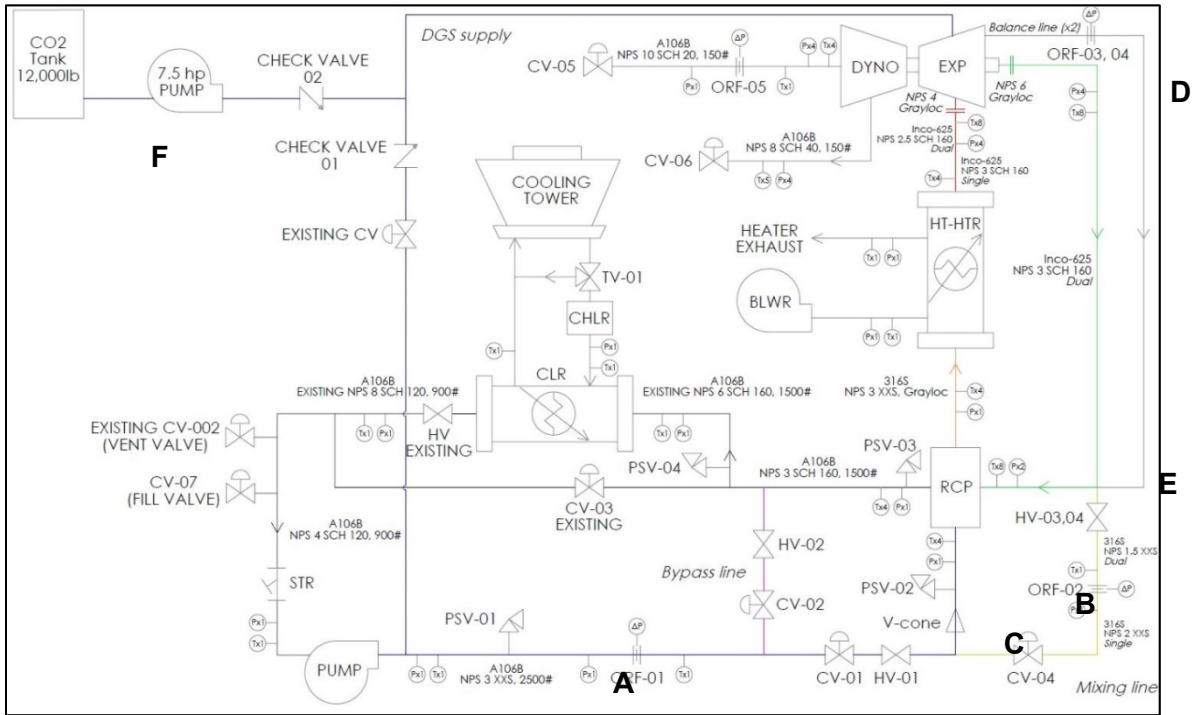 CO2
Tank
12,000lb
7.5 hp
PUMP
CHECK VALVE
02
F
CHECK VALVE
01
EXISTING CV
DGS supply
CV-05
A106B
NPS 10 SCH 20, 150#
Px1
ΔP
ORF-05
Tx1
Px4
Tx4
DYNO
EXP
Balance line (x2)
ΔP
ORF-03, 04
NPS 4
Grayloc
NPS 6
Grayloc
Px4
Tx8
D
CV-06
A106B
NPS 8 SCH 40, 150#
Tx5
Px4
Inco-625
NPS 2.5 SCH 160
Dual
Tx8
Px4
Inco-625
NPS 3 SCH 160
Single
Tx4
COOLING
TOWER
TV-01
CHLR
Px1
Tx1
Tx1
HEATER
EXHAUST
Tx1
Px1
HT-HTR
BLWR
Px1
Tx1
Inco-625
NPS 3 SCH 160
Dual
CLR
A106B
EXISTING NPS 8 SCH 120, 900#
Tx1
Px1
HV
EXISTING
A106B
EXISTING NPS 6 SCH 160, 1500#
Tx1
Px1
316S
NPS 3 XXS, Grayloc
Tx4
Px1
EXISTING CV-002
(VENT VALVE)
CV-07
(FILL VALVE)
PSV-04
A106B
NPS 3 SCH 160, 1500#
PSV-03
Tx4
Px1
RCP
Tx8
Px2
E
CV-03
EXISTING
A106B
NPS 4 SCH 120, 900#
STR
Px1
Tx1
HV-02
Bypass line
CV-02
Tx4
Px1
PSV-02
V-cone
HV-03,04
316S
NPS 1.5 XXS
Dual
Tx1
ORF-02
ΔP
B
316S
NPS 2 XXS
Single
PUMP
PSV-01
Px1
Tx1
A106B
NPS 3 XXS, 2500#
Px1
ΔP
ORF-01
A
Tx1
CV-01
HV-01
C
CV-04
Mixing line